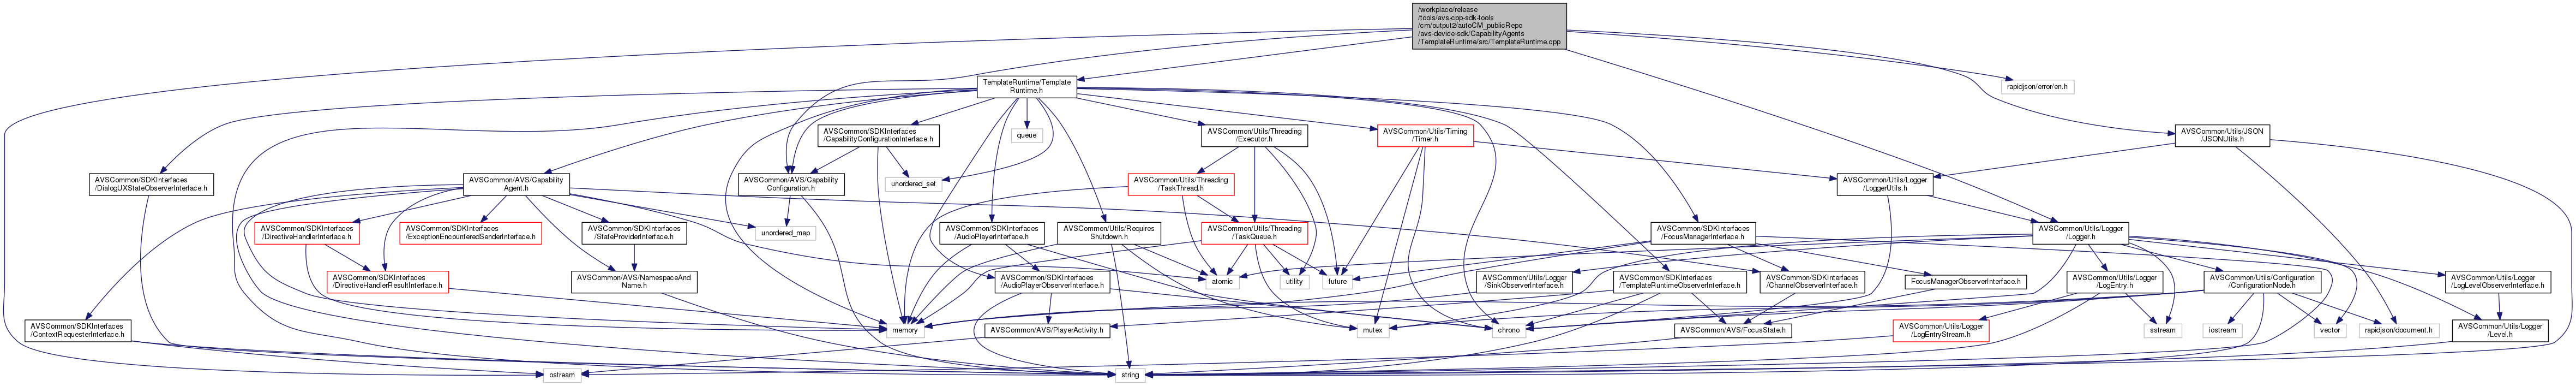 /workplace/release
/tools/avs-cpp-sdk-tools
/cm/output2/autoCM_publicRepo
/avs-device-sdk/CapabilityAgents
/TemplateRuntime/src/TemplateRuntime.cpp
TemplateRuntime/Template
Runtime.h
rapidjson/error/en.h
AVSCommon/SDKInterfaces
/CapabilityConfigurationInterface.h
queue
AVSCommon/Utils/Threading
/Executor.h
AVSCommon/Utils/Timing
/Timer.h
AVSCommon/Utils/JSON
/JSONUtils.h
AVSCommon/SDKInterfaces
/DialogUXStateObserverInterface.h
AVSCommon/AVS/Capability
Agent.h
AVSCommon/AVS/Capability
Configuration.h
unordered_set
AVSCommon/Utils/Threading
/TaskThread.h
AVSCommon/Utils/Logger
/LoggerUtils.h
AVSCommon/SDKInterfaces
/DirectiveHandlerInterface.h
AVSCommon/SDKInterfaces
/ExceptionEncounteredSenderInterface.h
AVSCommon/SDKInterfaces
/StateProviderInterface.h
unordered_map
AVSCommon/SDKInterfaces
/AudioPlayerInterface.h
AVSCommon/Utils/Requires
Shutdown.h
AVSCommon/Utils/Threading
/TaskQueue.h
AVSCommon/SDKInterfaces
/FocusManagerInterface.h
AVSCommon/Utils/Logger
/Logger.h
AVSCommon/SDKInterfaces
/DirectiveHandlerResultInterface.h
AVSCommon/AVS/NamespaceAnd
Name.h
AVSCommon/SDKInterfaces
/AudioPlayerObserverInterface.h
atomic
utility
future
AVSCommon/Utils/Logger
/SinkObserverInterface.h
AVSCommon/SDKInterfaces
/TemplateRuntimeObserverInterface.h
AVSCommon/SDKInterfaces
/ChannelObserverInterface.h
FocusManagerObserverInterface.h
AVSCommon/Utils/Logger
/LogEntry.h
AVSCommon/Utils/Configuration
/ConfigurationNode.h
AVSCommon/Utils/Logger
/LogLevelObserverInterface.h
AVSCommon/SDKInterfaces
/ContextRequesterInterface.h
memory
AVSCommon/AVS/PlayerActivity.h
mutex
chrono
AVSCommon/AVS/FocusState.h
AVSCommon/Utils/Logger
/LogEntryStream.h
sstream
iostream
vector
rapidjson/document.h
AVSCommon/Utils/Logger
/Level.h
ostream
string